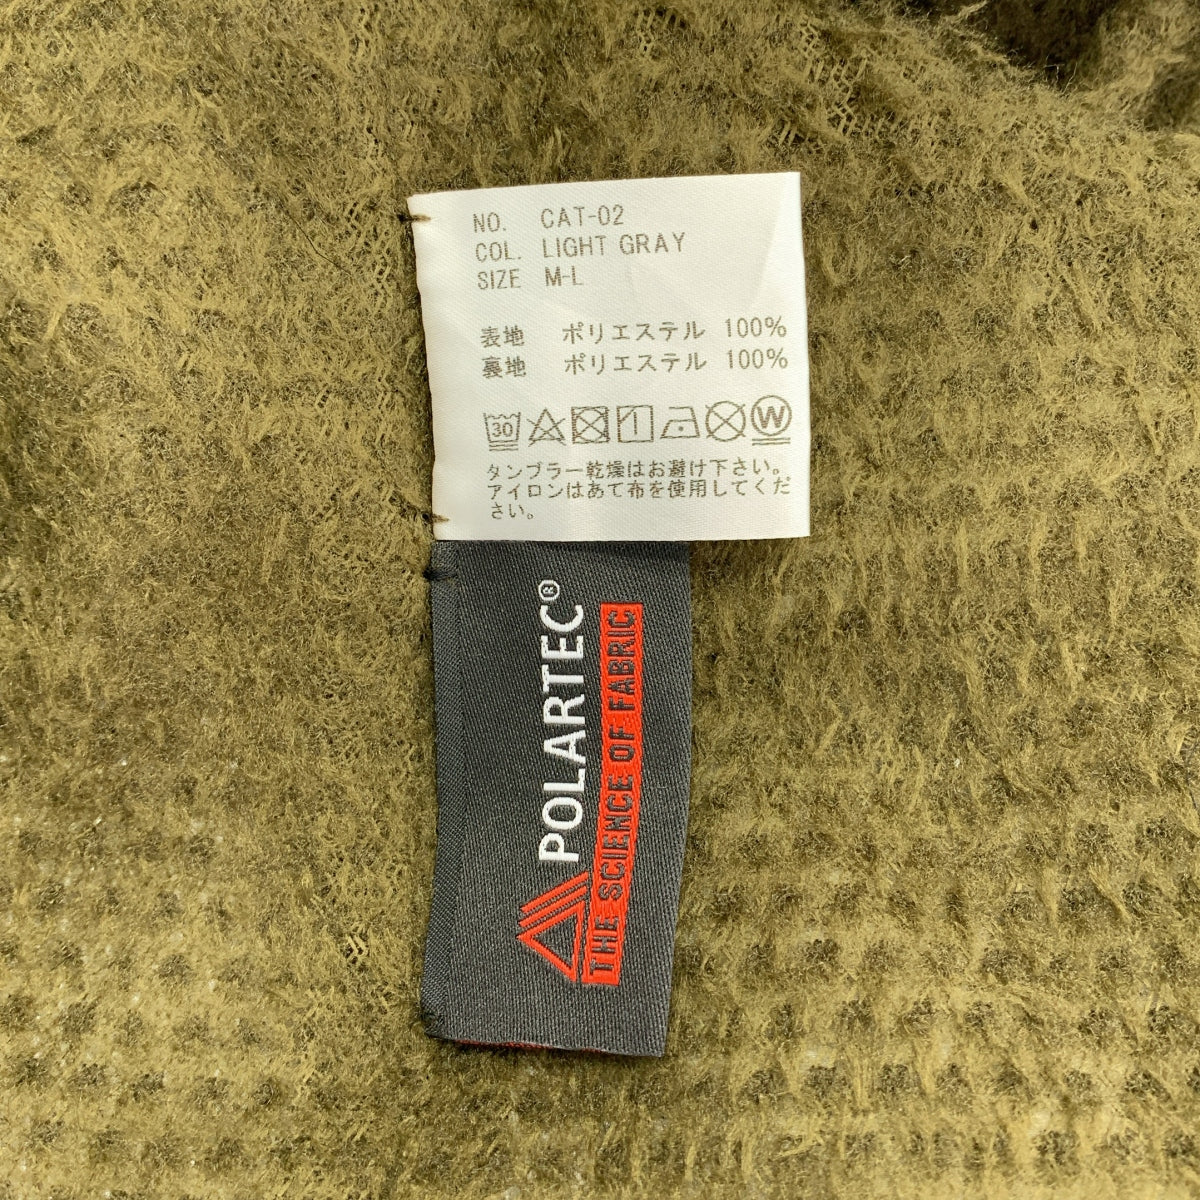 NO. CAT-02
COL. LIGHT GRAY
SIZE M-L
表地 ポリエステル 100%
裏地 ポリエステル 100%
30 W
タンブラー乾燥はお避け下さい。
アイロンはあて布を使用してくだ
さい。
POLARTEC®
THE SCIENCE OF FABRIC